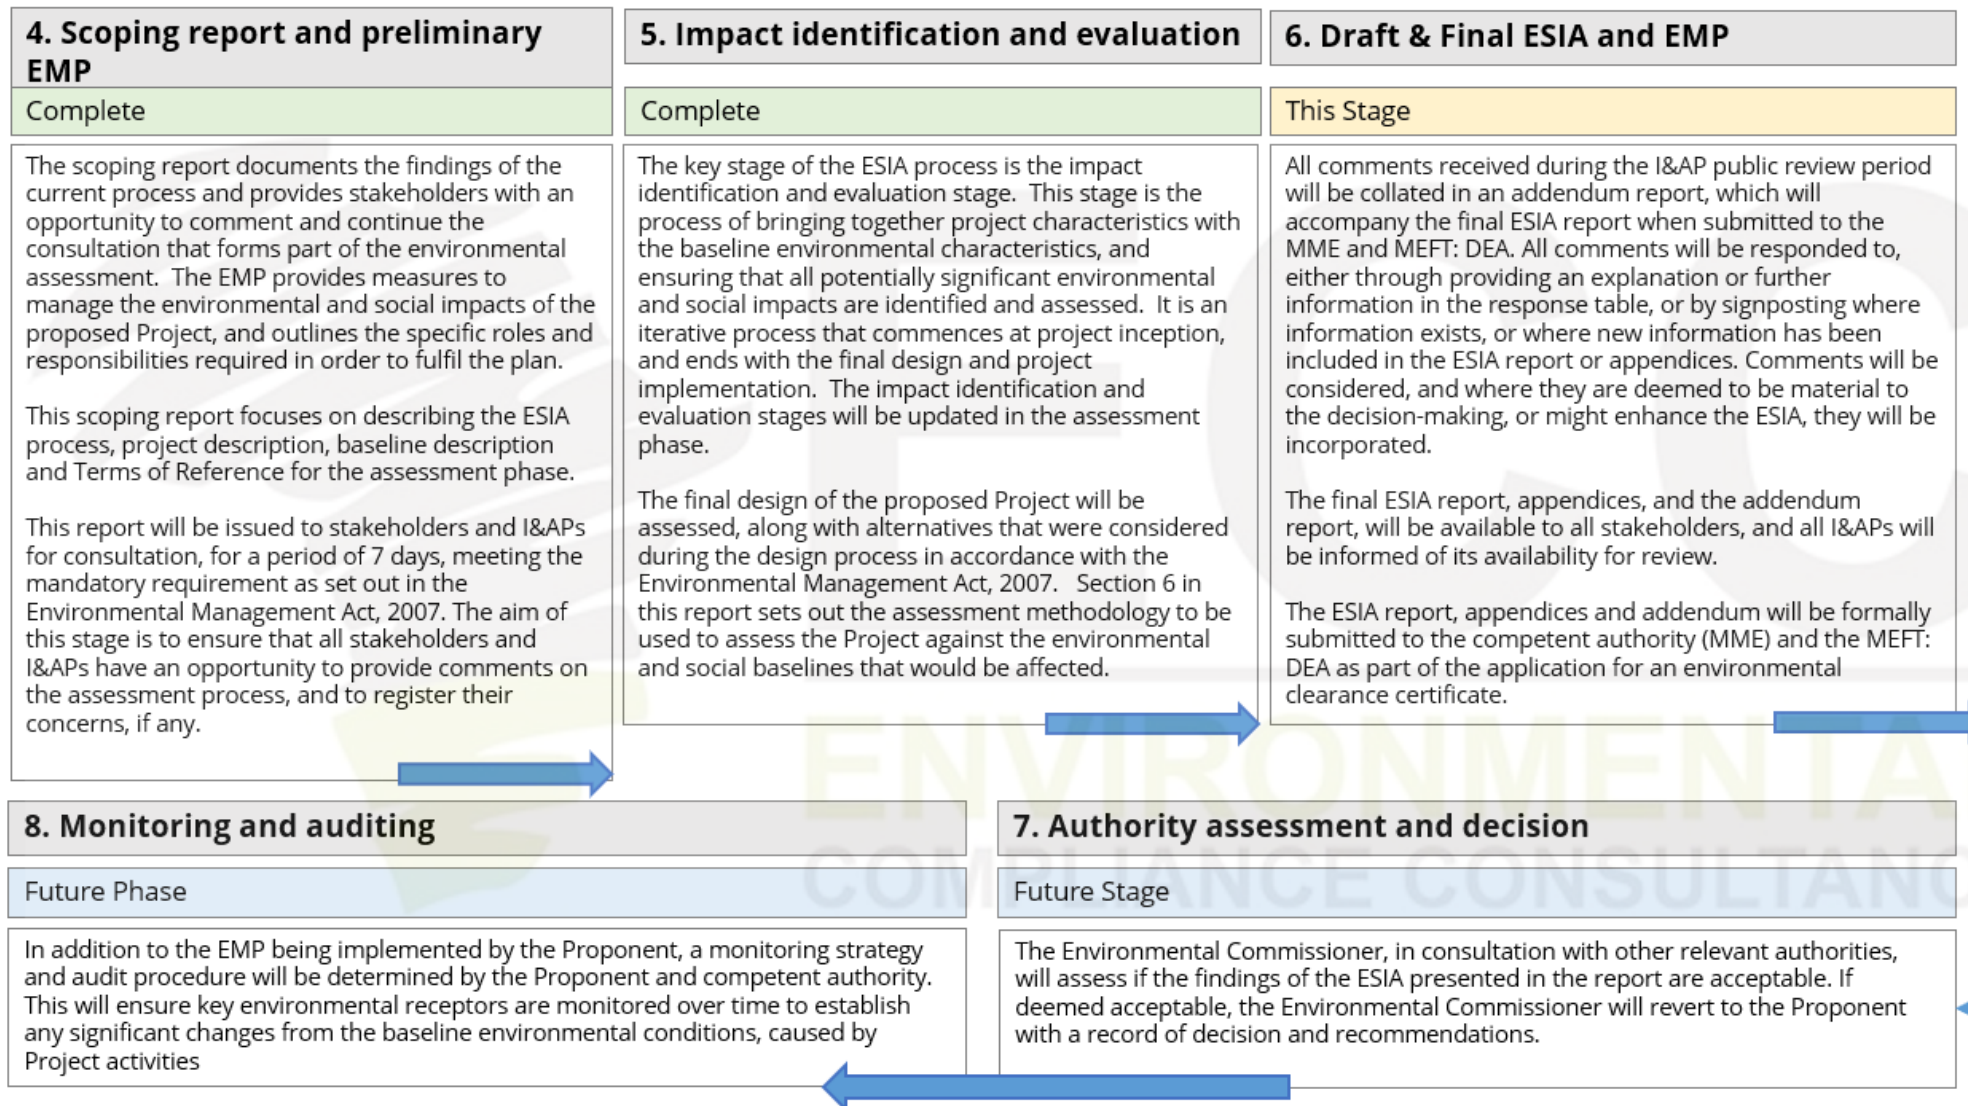 4. Scoping report and preliminary
EMP
Complete
The scoping report documents the findings of the
current process and provides stakeholders with an
opportunity to comment and continue the
consultation that forms part of the environmental
assessment.  The EMP provides measures to
manage the environmental and social impacts of the
proposed Project, and outlines the specific roles and
responsibilities required in order to fulfil the plan.
This scoping report focuses on describing the ESIA
process, project description, baseline description
and Terms of Reference for the assessment phase.
This report will be issued to stakeholders and I&APs
for consultation, for a period of 7 days, meeting the
mandatory requirement as set out in the
Environmental Management Act, 2007. The aim of
this stage is to ensure that all stakeholders and
I&APs have an opportunity to provide comments on
the assessment process, and to register their
concerns, if any.
5. Impact identification and evaluation
Complete
The key stage of the ESIA process is the impact
identification and evaluation stage.  This stage is the
process of bringing together project characteristics with
the baseline environmental characteristics, and
ensuring that all potentially significant environmental
and social impacts are identified and assessed.  It is an
iterative process that commences at project inception,
and ends with the final design and project
implementation.  The impact identification and
evaluation stages will be updated in the assessment
phase.
The final design of the proposed Project will be
assessed, along with alternatives that were considered
during the design process in accordance with the
Environmental Management Act, 2007.   Section 6 in
this report sets out the assessment methodology to be
used to assess the Project against the environmental
and social baselines that would be affected.
6. Draft & Final ESIA and EMP
This Stage
All comments received during the I&AP public review period
will be collated in an addendum report, which will
accompany the final ESIA report when submitted to the
MME and MEFT: DEA. All comments will be responded to,
either through providing an explanation or further
information in the response table, or by signposting where
information exists, or where new information has been
included in the ESIA report or appendices. Comments will be
considered, and where they are deemed to be material to
the decision-making, or might enhance the ESIA, they will be
incorporated.
The final ESIA report, appendices, and the addendum
report, will be available to all stakeholders, and all I&APs will
be informed of its availability for review.
The ESIA report, appendices and addendum will be formally
submitted to the competent authority (MME) and the MEFT:
DEA as part of the application for an environmental
clearance certificate.
8. Monitoring and auditing
Future Phase
In addition to the EMP being implemented by the Proponent, a monitoring strategy
and audit procedure will be determined by the Proponent and competent authority.
This will ensure key environmental receptors are monitored over time to establish
any significant changes from the baseline environmental conditions, caused by
Project activities
7. Authority assessment and decision
Future Stage
The Environmental Commissioner, in consultation with other relevant authorities,
will assess if the findings of the ESIA presented in the report are acceptable. If
deemed acceptable, the Environmental Commissioner will revert to the Proponent
with a record of decision and recommendations.
ECC
ENVIRONMENTA
COMPLIANCE CONSULTANC